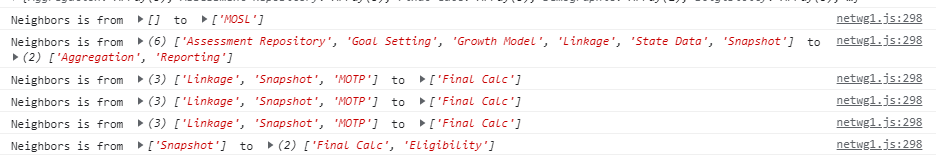 Neighbors is from ▶[] to ▶['MOSL'] netwg1.js:298
Neighbors is from ▶(6) ['Assessment Repository', 'Goal Setting', 'Growth Model', 'Linkage', 'State Data', 'Snapshot'] to netwg1.js:298
▶(2) ['Aggregation', 'Reporting']
Neighbors is from ▶(3) ['Linkage', 'Snapshot', 'MOTP'] to ▶['Final Calc'] netwg1.js:298
Neighbors is from ▶(3) ['Linkage', 'Snapshot', 'MOTP'] to ▶['Final Calc'] netwg1.js:298
Neighbors is from ▶(3) ['Linkage', 'Snapshot', 'MOTP'] to ▶['Final Calc'] netwg1.js:298
Neighbors is from ▶['Snapshot'] to ▶(2) ['Final Calc', 'Eligibility'] netwg1.js:298